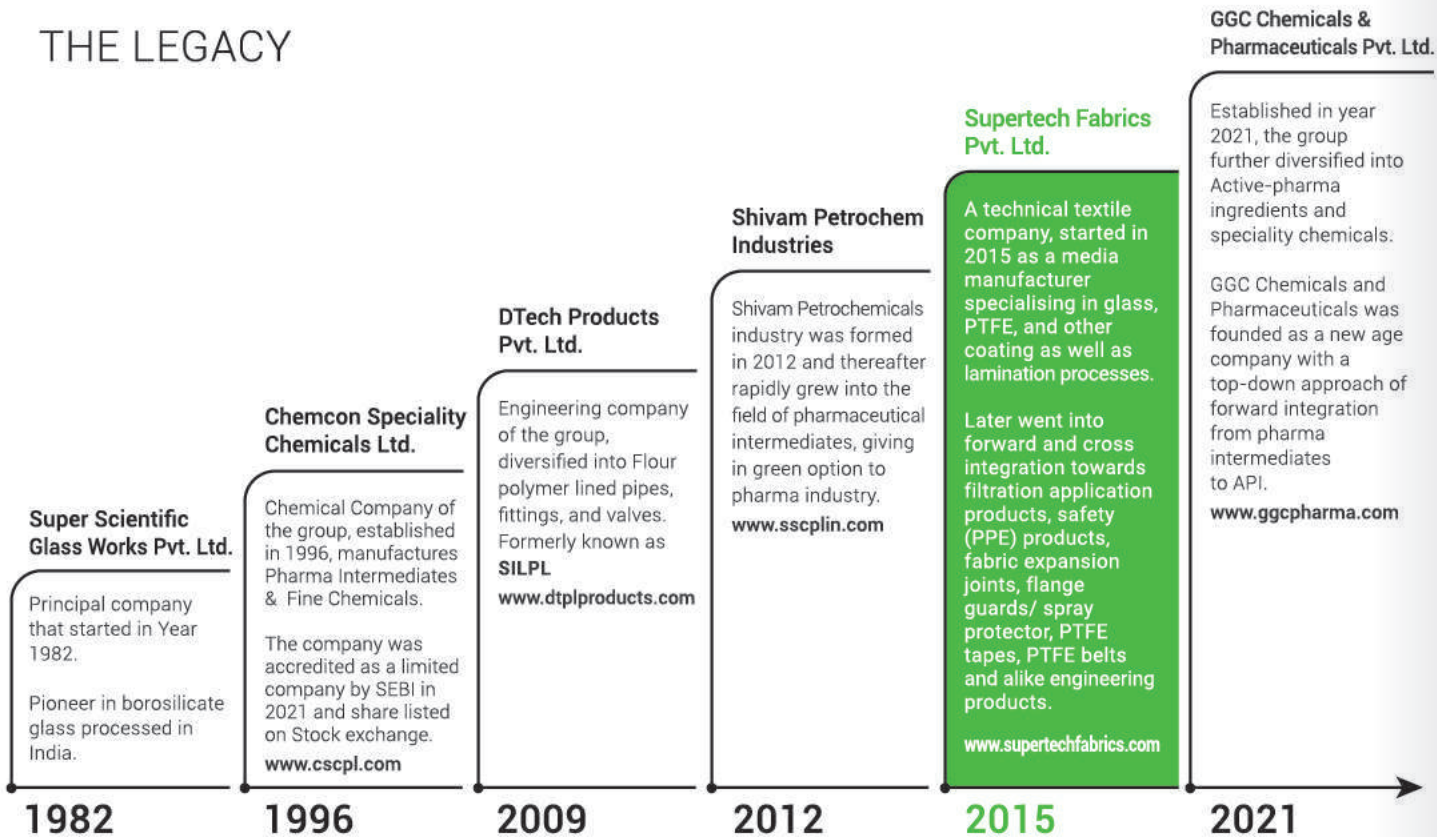 THE LEGACY
Super Scientific
Glass Works Pvt. Ltd.
Principal company
that started in Year
1982.
Pioneer in borosilicate
glass processed in
India.
1982
Chemcon Speciality
Chemicals Ltd.
Chemical Company of
the group, established
in 1996, manufactures
Pharma Intermediates
& Fine Chemicals.
The company was
accredited as a limited
company by SEBI in
2021 and share listed
on Stock exchange.
www.cscpl.com
1996
DTech Products
Pvt. Ltd.
Engineering company
of the group,
diversified into Flour
polymer lined pipes,
fittings, and valves.
Formerly known as
SILPL
www.dtplproducts.com
2009
Shivam Petrochem
Industries
Shivam Petrochemicals
industry was formed
in 2012 and thereafter
rapidly grew into the
field of pharmaceutical
intermediates, giving
in green option to
pharma industry.
www.sscplin.com
2012
Supertech Fabrics
Pvt. Ltd.
A technical textile
company, started in
2015 as a media
manufacturer
specialising in glass,
PTFE, and other
coating as well as
lamination processes.
Later went into
forward and cross
integration towards
filtration application
products, safety
(PPE) products,
fabric expansion
joints, flange
guards/ spray
protector, PTFE
tapes, PTFE belts
and alike engineering
products.
www.supertechfabrics.com
2015
GGC Chemicals &
Pharmaceuticals Pvt. Ltd.
Established in year
2021, the group
further diversified into
Active-pharma
ingredients and
speciality chemicals.
GGC Chemicals and
Pharmaceuticals was
founded as a new age
company with a
top-down approach of
forward integration
from pharma
intermediates
to API.
www.ggcpharma.com
2021